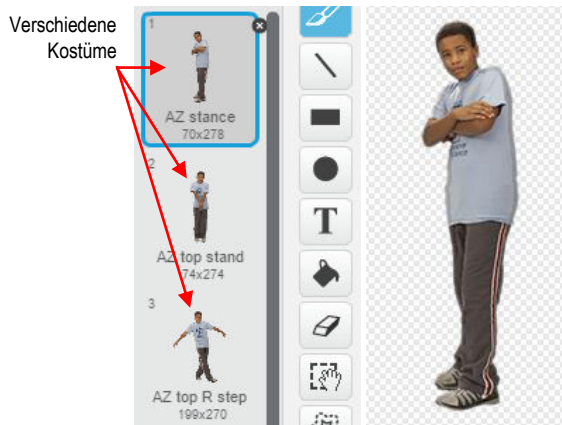 Verschiedene
Kostüme
1
AZ stance
70x278
2
AZ top stand
74x274
3
AZ top R step
199x270
T